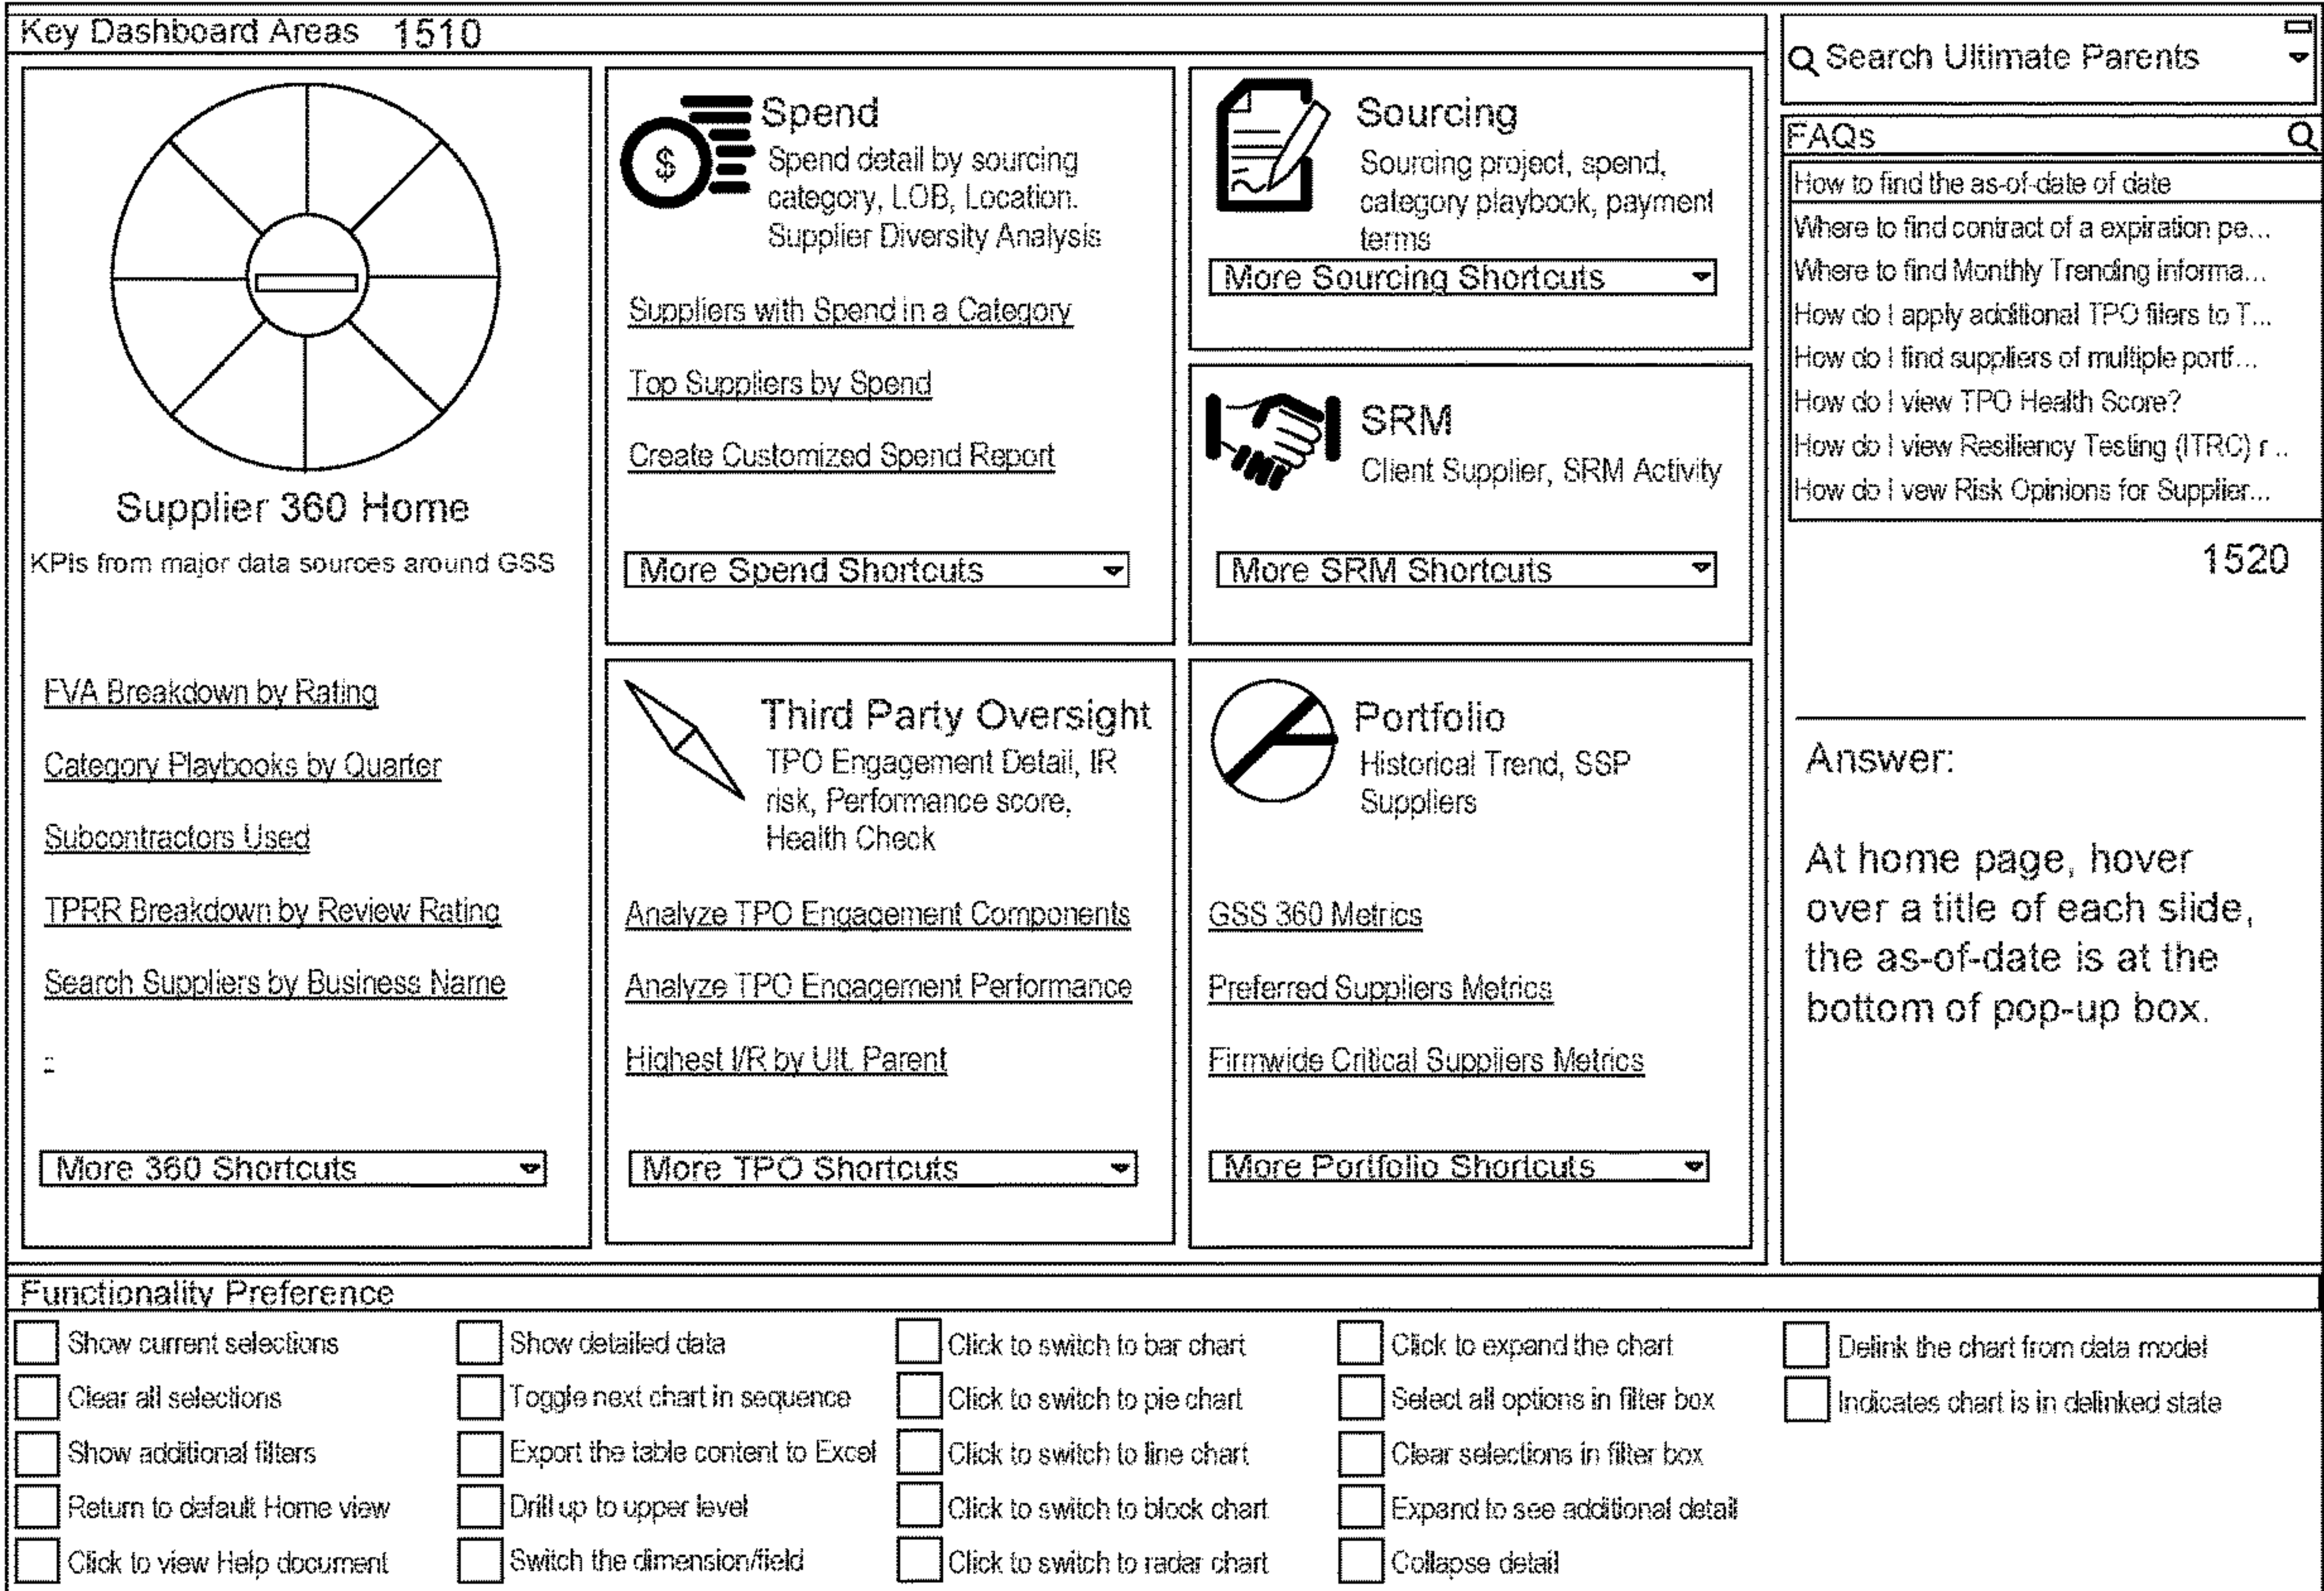 Key Dashboard Areas 1510
Supplier 360 Home
KPIs from major data sources around GSS
FVA Breakdown by Rating
Category Playbooks by Quarter
Subcontractors Used
TPRR Breakdown by Review Rating
Search Suppliers by Business Name
More 360 Shortcuts
$
Spend
Spend detail by sourcing
category, LOB, Location.
Supplier Diversity Analysis
Suppliers with Spend in a Category
Top Suppliers by Spend
Create Customized Spend Report
More Spend Shortcuts
Third Party Oversight
TPO Engagement Detail, IR
risk, Performance score,
Health Check
Analyze TPO Engagement Components
Analyze TPO Engagement Performance
Highest I/R by Ult. Parent
More TPO Shortcuts
Sourcing
Sourcing project, spend,
category playbook, payment
terms
More Sourcing Shortcuts
SRM
Client Supplier, SRM Activity
More SRM Shortcuts
Portfolio
Historical Trend, SSP
Suppliers
GSS 360 Metrics
Preferred Suppliers Metrics
Firmwide Critical Suppliers Metrics
More Portfolio Shortcuts
Search Ultimate Parents
FAQs
How to find the as-of-date of date
Where to find contract of a expiration pe...
Where to find Monthly Trending informa...
How do I apply additional TPO filers to T...
How do I find suppliers of multiple portf...
How do I view TPO Health Score?
How do I view Resiliency Testing (ITRC) r ..
How do I vew Risk Opinions for Supplier...
1520
Answer:
At home page, hover
over a title of each slide,
the as-of-date is at the
bottom of pop-up box.
Functionality Preference
Show current selections
Clear all selections
Show additional filters
Return to default Home view
Click to view Help document
Show detailed data
Toggle next chart in sequence
Export the table content to Excel
Drill up to upper level
Switch the dimension/field
Click to switch to bar chart
Click to switch to pie chart
Click to switch to line chart
Click to switch to block chart
Click to switch to radar chart
Click to expand the chart
Select all options in filter box
Clear selections in filter box
Expand to see additional detail
Collapse detail
Delink the chart from data model
Indicates chart is in delinked state